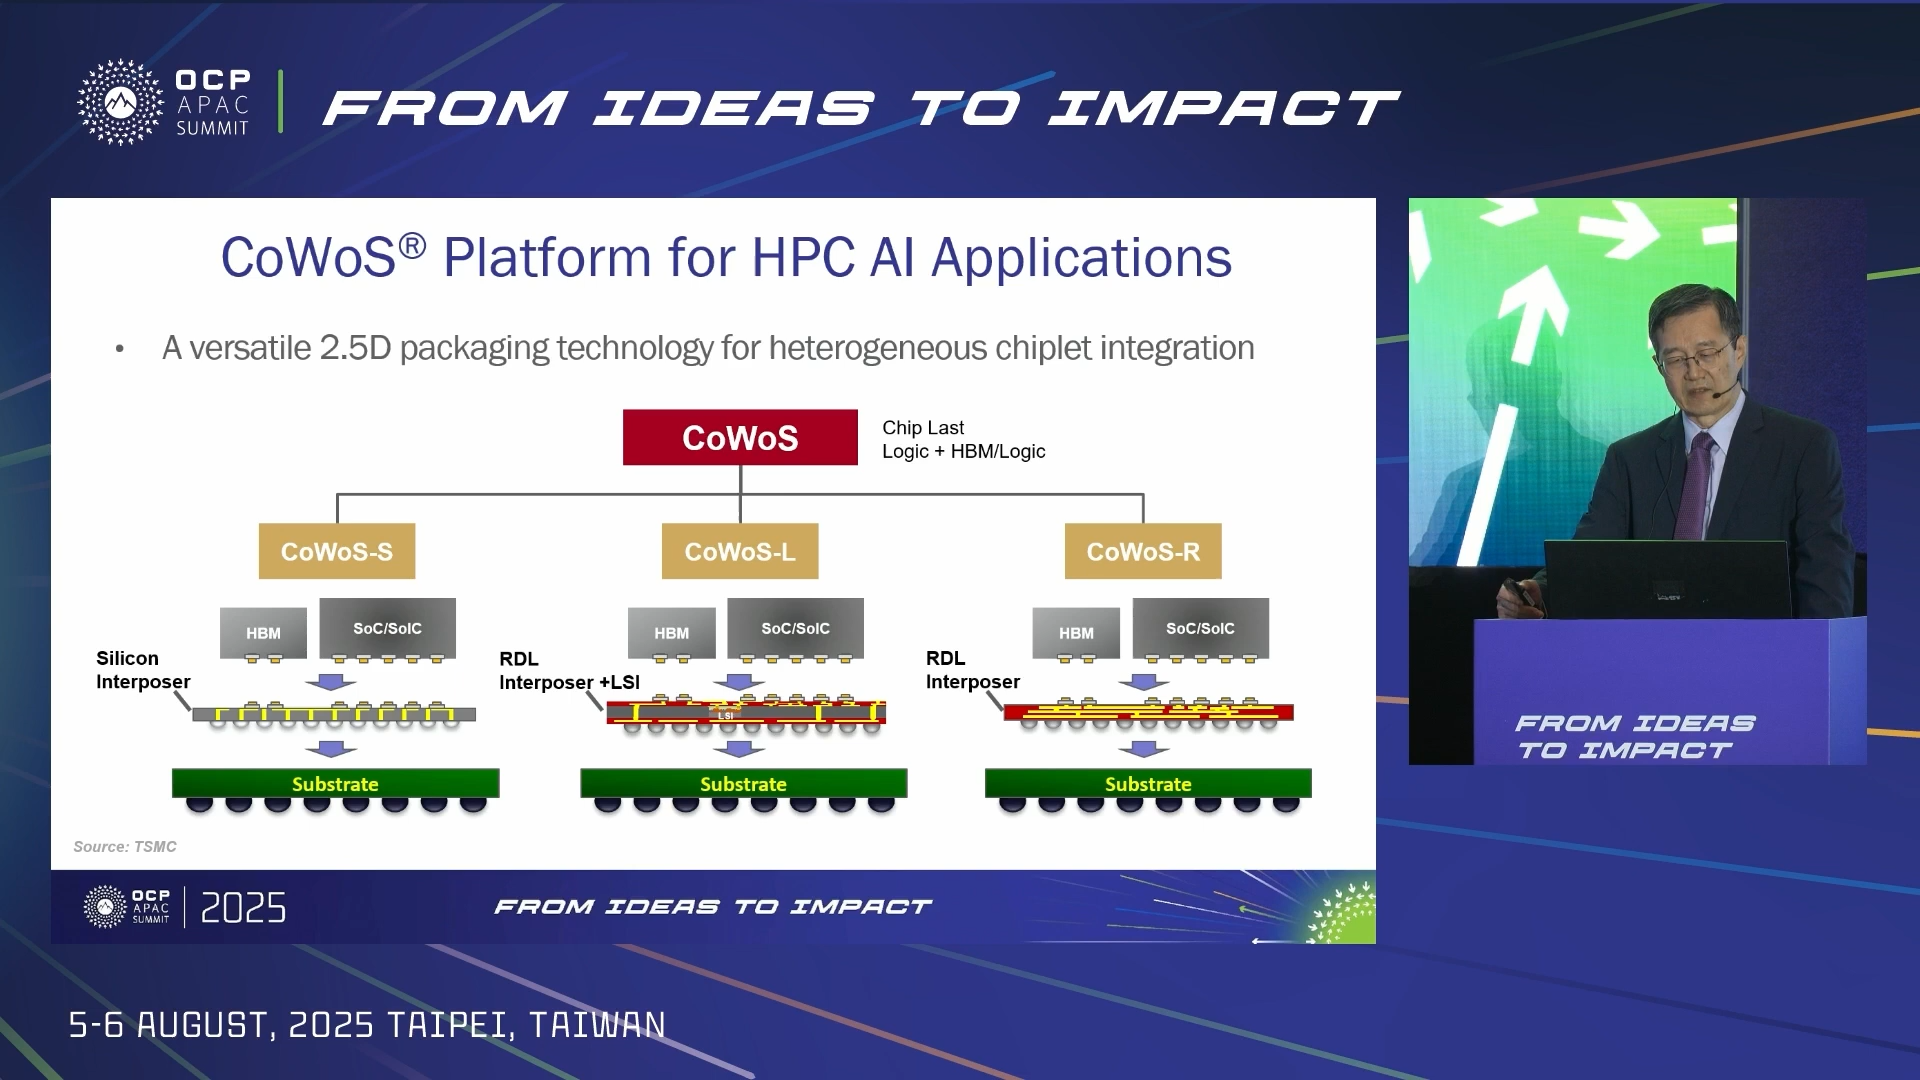 OCP
APAC
SUMMIT
FROM IDEAS TO IMPACT
CoWoS® Platform for HPC AI Applications
• A versatile 2.5D packaging technology for heterogeneous chiplet integration
CoWoS
Chip Last
Logic + HBM/Logic
CoWoS-S
CoWoS-L
CoWoS-R
HBM
SoC/SoIC
HBM
SoC/SoIC
HBM
SoC/SoIC
Silicon
Interposer
RDL
Interposer +LSI
RDL
Interposer
LSI
Substrate
Substrate
Substrate
Source: TSMC
OCP
APAC
SUMMIT
2025
FROM IDEAS TO IMPACT
FROM IDEAS
TO IMPACT
5-6 AUGUST, 2025 TAIPEI, TAIWAN